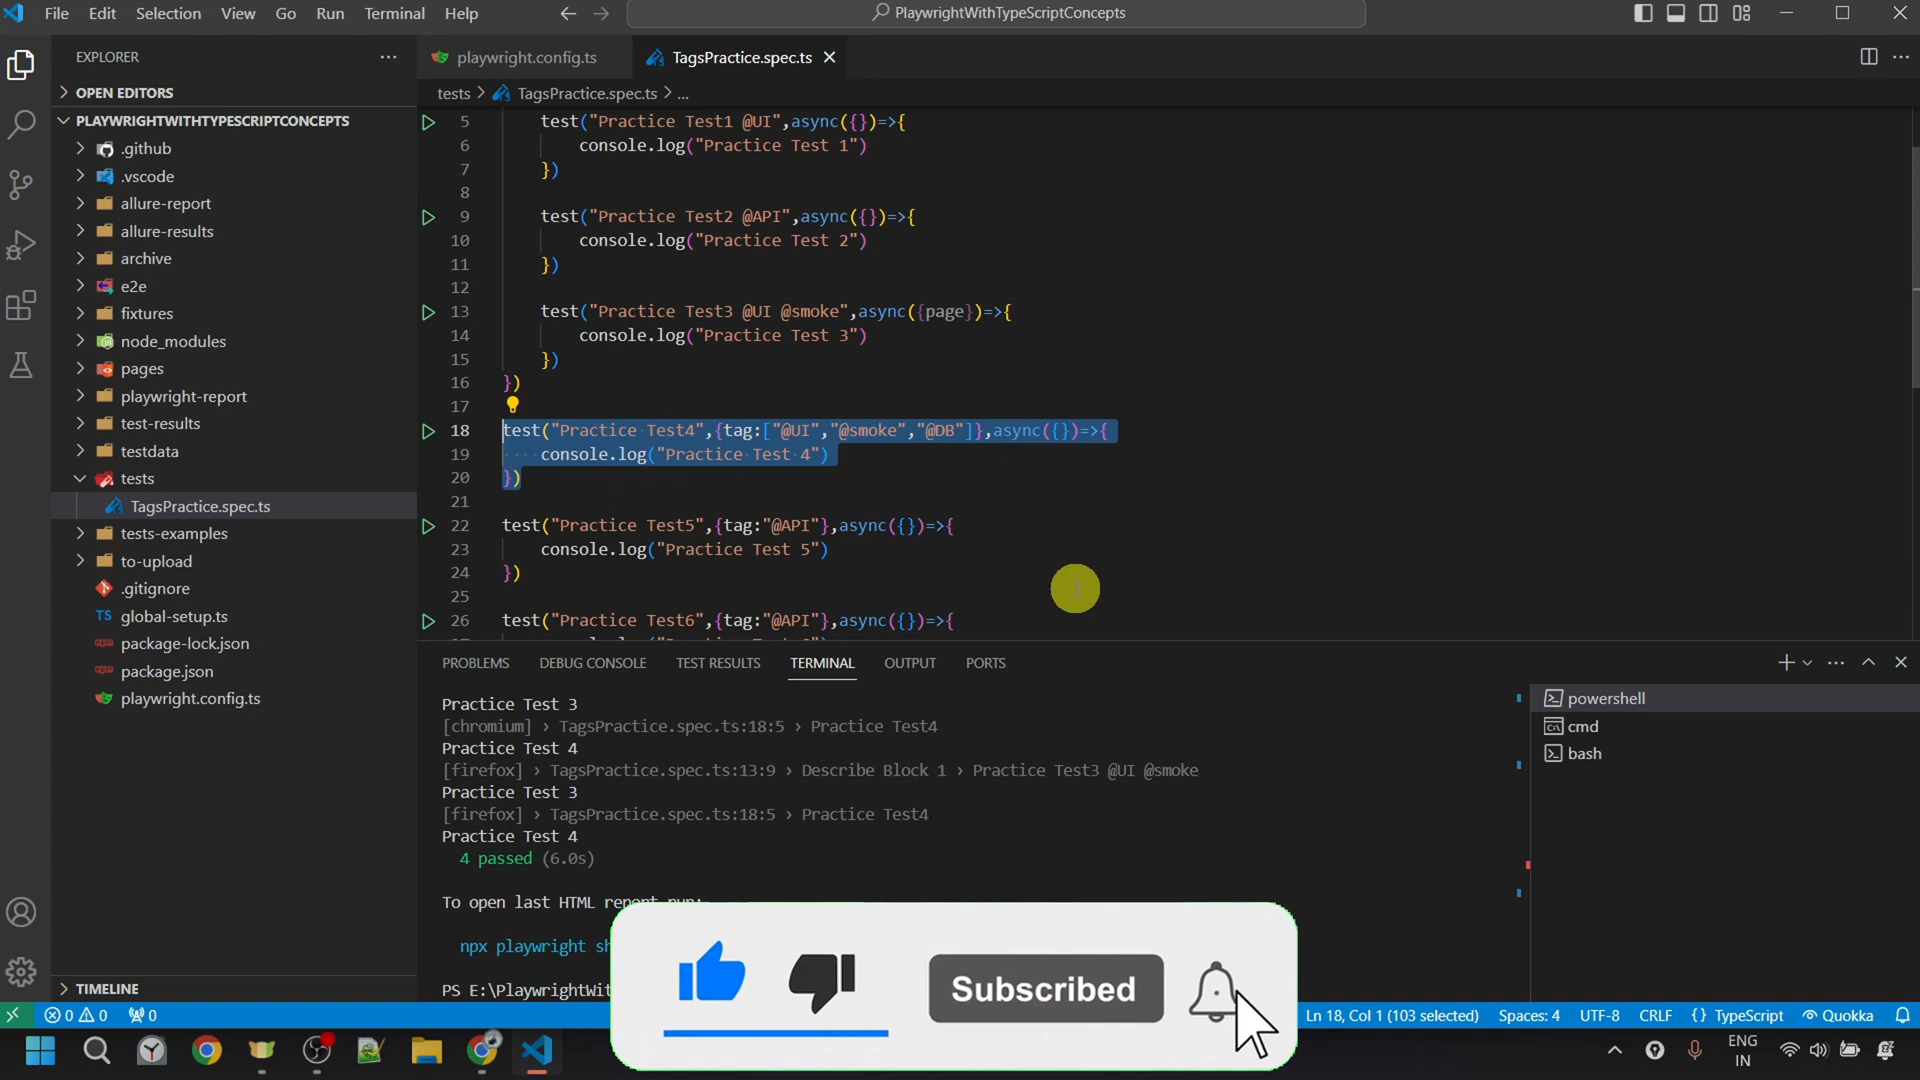 File Edit Selection View Go Run Terminal Help
PlaywrightWithTypeScriptConcepts
EXPLORER
OPEN EDITORS
PLAYWRIGHTWITHTYPESCRIPTCONCEPTS
.github
.vscode
allure-report
allure-results
archive
e2e
fixtures
node_modules
pages
playwright-report
test-results
testdata
tests
TagsPractice.spec.ts
tests-examples
to-upload
.gitignore
TS global-setup.ts
package-lock.json
package.json
playwright.config.ts
TIMELINE
playwright.config.ts
TagsPractice.spec.ts
tests > TagsPractice.spec.ts > ...
5 test("Practice Test1 @UI",async({})=>{
6 console.log("Practice Test 1")
7 })
8
9 test("Practice Test2 @API",async({})=>{
10 console.log("Practice Test 2")
11 })
12
13 test("Practice Test3 @UI @smoke",async({page})=>{
14 console.log("Practice Test 3")
15 })
16 })
17
18 test("Practice Test4",{tag:["@UI","@smoke","@DB"]},async({})=>{
19 console.log("Practice Test 4")
20 })
21
22 test("Practice Test5",{tag:"@API"},async({})=>{
23 console.log("Practice Test 5")
24 })
25
26 test("Practice Test6",{tag:"@API"},async({})=>{
PROBLEMS DEBUG CONSOLE TEST RESULTS TERMINAL OUTPUT PORTS
Practice Test 3
[chromium] › TagsPractice.spec.ts:18:5 › Practice Test4
Practice Test 4
[firefox] › TagsPractice.spec.ts:13:9 › Describe Block 1 › Practice Test3 @UI @smoke
Practice Test 3
[firefox] › TagsPractice.spec.ts:18:5 › Practice Test4
Practice Test 4
4 passed (6.0s)
To open last HTML report run:
npx playwright sh
PS E:\PlaywrightWit
powershell
cmd
bash
Subscribed
0 0 0
Ln 18, Col 1 (103 selected) Spaces: 4 UTF-8 CRLF {} TypeScript Quokka
ENG
IN